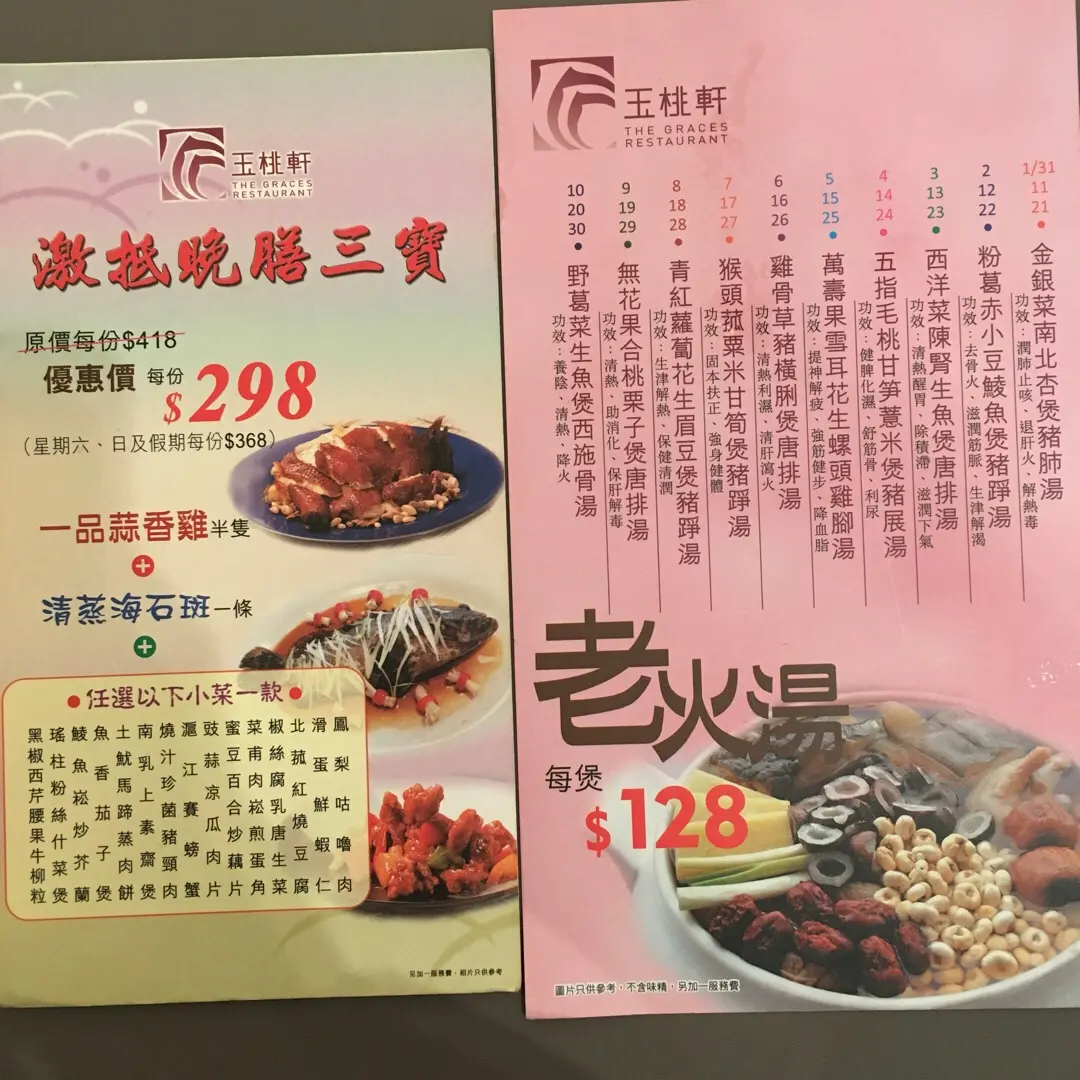 玉桃軒
THE GRACES
RESTAURANT
激抵晚膳三寶
原價每份$418
優惠價 每份 $298
(星期六、日及假期每份$368)
一品蒜香雞半隻
+
清蒸海石斑一條
+
•任選以下小菜一款•
鳳梨咕嚕肉
滑蛋鮮蝦仁
北菰紅燒豆腐
椒絲腐乳唐生菜
菜甫肉崧煎蛋角
蜜豆百合炒藕片
豉蒜凉瓜肉片
滬江賽螃蟹
燒汁珍菌豬頸肉
南乳上素齋煲
土魷馬蹄蒸肉餅
魚香茄子煲
鯪魚崧炒芥蘭
瑤柱粉絲什菜煲
黑椒西芹腰果牛柳粒
另加一服務費,相片只供參考
玉桃軒
THE GRACES
RESTAURANT
1/31
11
21
•
金銀菜南北杏煲豬肺湯
功效:潤肺止咳、退肝火、解熱毒
2
12
22
•
粉葛赤小豆鯪魚煲豬踭湯
功效:去骨火、滋潤筋脈、生津解渴
3
13
23
•
西洋菜陳腎生魚煲唐排湯
功效:清熱醒胃、除積滯、滋潤下氣
4
14
24
•
五指毛桃甘笋薏米煲豬展湯
功效:健脾化濕、舒筋骨、利尿
5
15
25
•
萬壽果雪耳花生螺頭雞腳湯
功效:提神解疲、強筋健步、降血脂
6
16
26
•
雞骨草豬橫脷煲唐排湯
功效:清熱利濕、清肝瀉火
7
17
27
•
猴頭菰粟米甘筍煲豬踭湯
功效:固本扶正、強身健體
8
18
28
•
青紅蘿蔔花生眉豆煲豬踭湯
功效:生津解熱、保健清潤
9
19
29
•
無花果合桃栗子煲唐排湯
功效:清熱、助消化、保肝解毒
10
20
30
•
野葛菜生魚煲西施骨湯
功效:養陰、清熱、降火
老火湯
每煲
$128
圖片只供參考,不含味精,另加一服務費